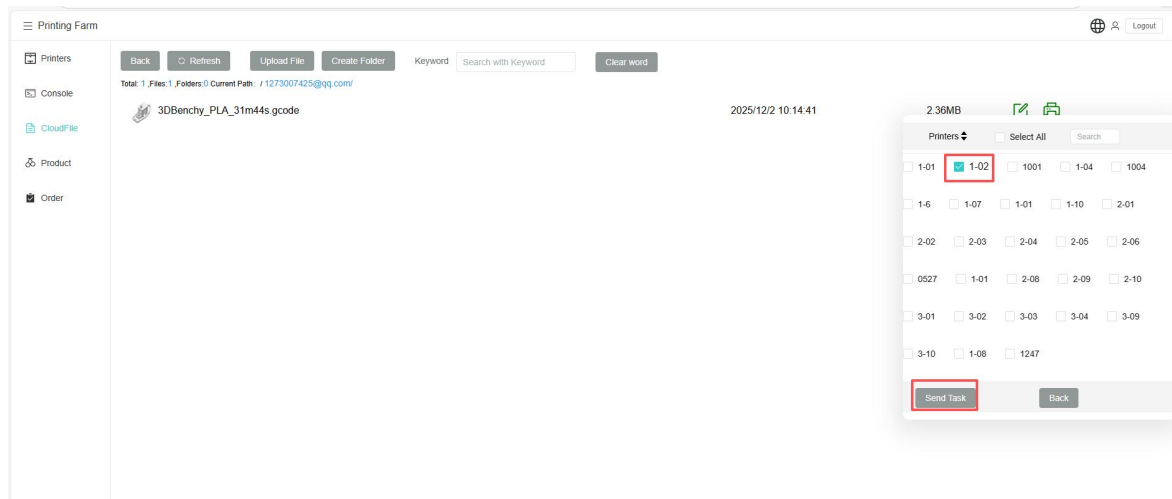 Printing Farm
Logout
Printers
Console
CloudFile
Product
Order
Back Refresh Upload File Create Folder Keyword Search with Keyword Clear word
Total: 1 ,Files:1 ,Folders:0 Current Path: / 1273007425@qq.com/
3DBenchy_PLA_31m44s.gcode 2025/12/2 10:14:41 2.36MB
Printers Select All Search
1-01 1-02 1001 1-04 1004
1-6 1-07 1-01 1-10 2-01
2-02 2-03 2-04 2-05 2-06
0527 1-01 2-08 2-09 2-10
3-01 3-02 3-03 3-04 3-09
3-10 1-08 1247
Send Task Back